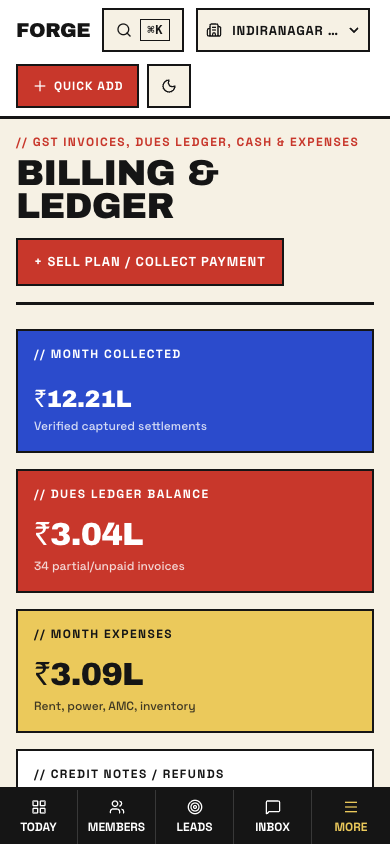 FORGE
⌘K
INDIRANAGAR ...
+ QUICK ADD
// GST INVOICES, DUES LEDGER, CASH & EXPENSES
BILLING &
LEDGER
+ SELL PLAN / COLLECT PAYMENT
// MONTH COLLECTED
₹12.21L
Verified captured settlements
// DUES LEDGER BALANCE
₹3.04L
34 partial/unpaid invoices
// MONTH EXPENSES
₹3.09L
Rent, power, AMC, inventory
// CREDIT NOTES / REFUNDS
TODAY
MEMBERS
LEADS
INBOX
MORE